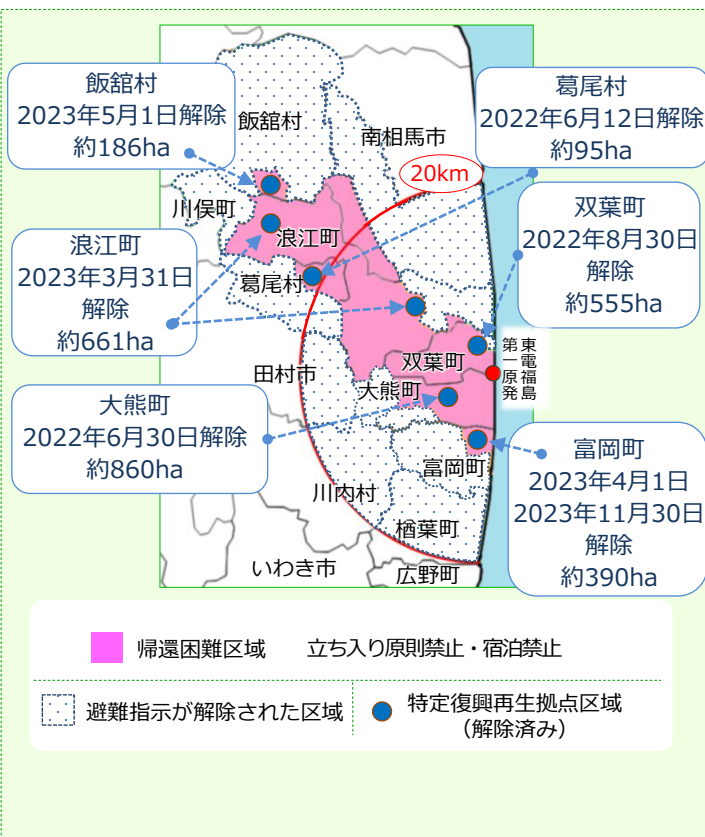 飯舘村
2023年5月1日解除
約186ha
葛尾村
2022年6月12日解除
約95ha
飯舘村
南相馬市
20km
川俣町
浪江町
双葉町
2022年8月30日
解除
約555ha
浪江町
2023年3月31日
解除
約661ha
葛尾村
双葉町
東電福島
第一原発
田村市
大熊町
大熊町
2022年6月30日解除
約860ha
富岡町
富岡町
2023年4月1日
2023年11月30日
解除
約390ha
川内村
楢葉町
いわき市
広野町
帰還困難区域 立ち入り原則禁止・宿泊禁止
避難指示が解除された区域
特定復興再生拠点区域
（解除済み）